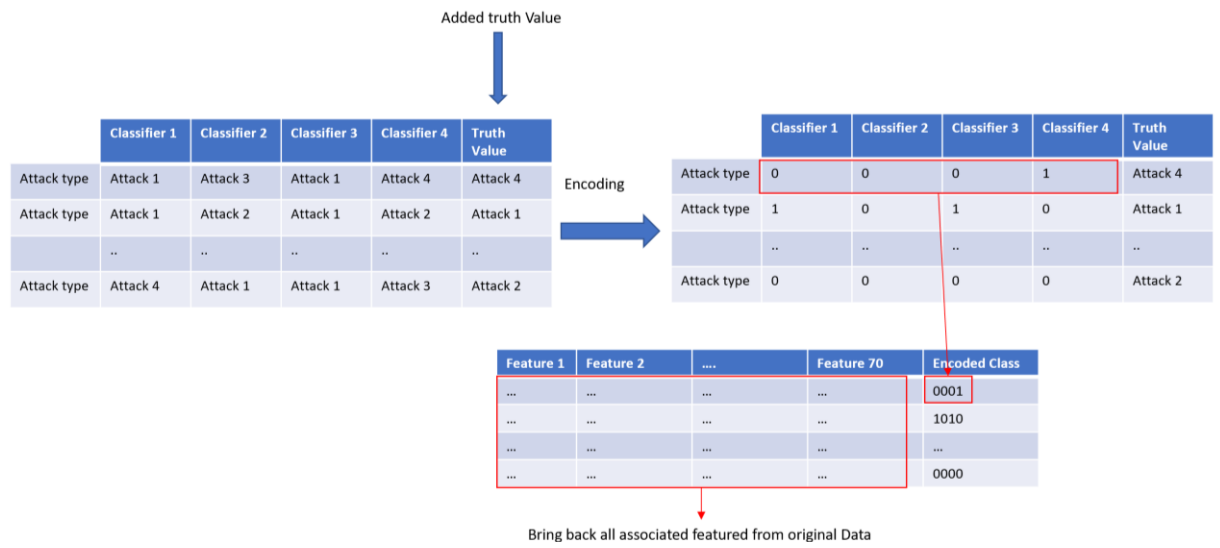 Added truth Value
Classifier 1 Classifier 2 Classifier 3 Classifier 4 Truth
Value
Attack type Attack 1 Attack 3 Attack 1 Attack 4 Attack 4
Attack type Attack 1 Attack 2 Attack 1 Attack 2 Attack 1
.. .. .. .. ..
Attack type Attack 4 Attack 1 Attack 1 Attack 3 Attack 2
Encoding
Classifier 1 Classifier 2 Classifier 3 Classifier 4 Truth
Value
Attack type 0 0 0 1 Attack 4
Attack type 1 0 1 0 Attack 1
.. .. .. .. ..
Attack type 0 0 0 0 Attack 2
Feature 1 Feature 2 .... Feature 70 Encoded Class
... ... ... ... 0001
... ... ... ... 1010
... ... ... ... ...
... ... ... ... 0000
Bring back all associated featured from original Data